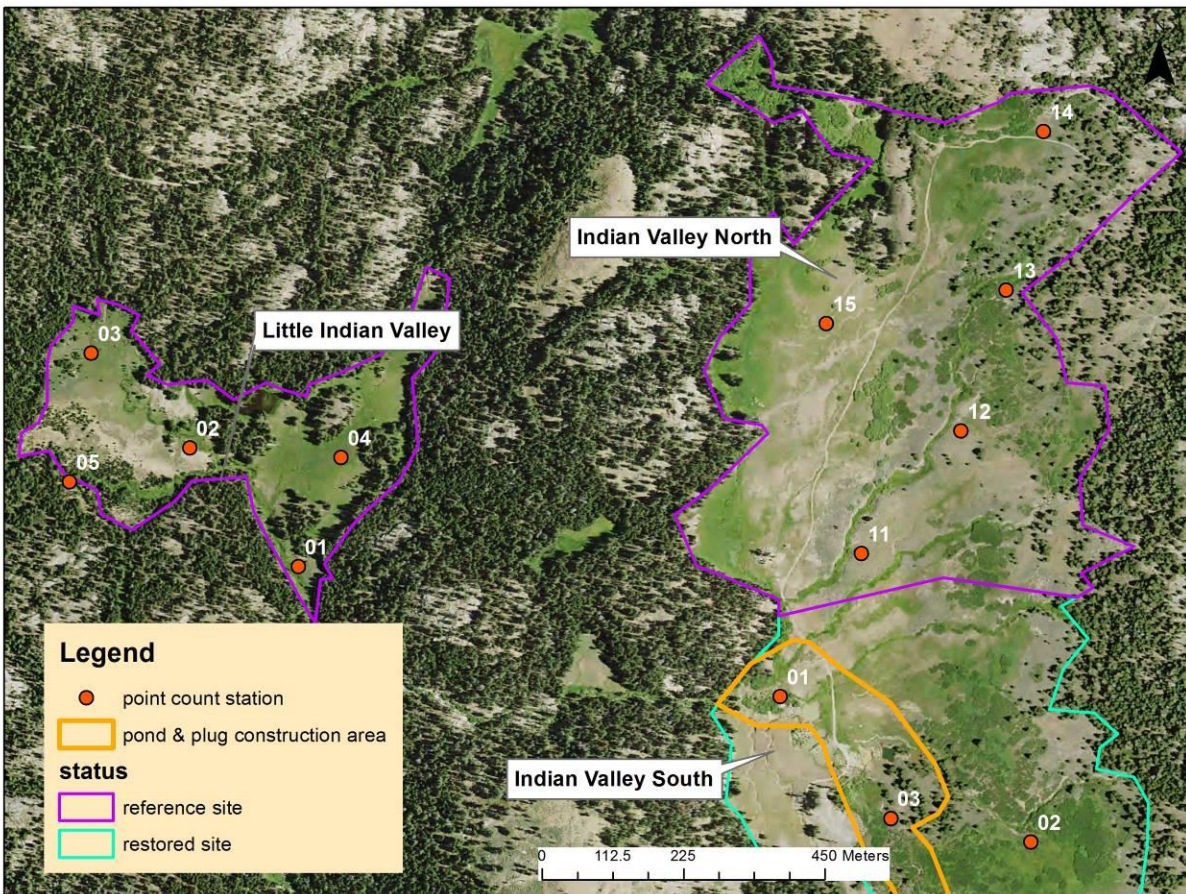 14
Indian Valley North
13
15
Little Indian Valley
03
12
02
04
05
11
01
Legend
point count station
pond & plug construction area
status
reference site
restored site
01
Indian Valley South
03
02
0 112.5 225 450 Meters